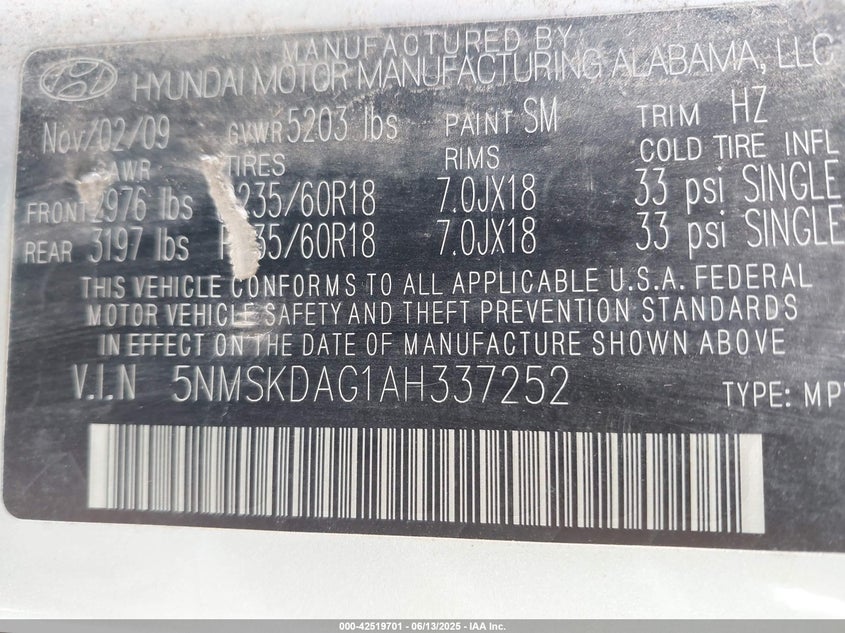 MANUFACTURED BY
HYUNDAI MOTOR MANUFACTURING ALABAMA, LLC
Nov/02/09 GVWR 5203 lbs PAINT SM TRIM HZ
TIRES RIMS COLD TIRE INFL
FRONT 2976 lbs 235/60R18 7.0JX18 33 psi SINGLE
REAR 3197 lbs 7.0JX18 33 psi SINGLE
THIS VEHICLE CONFORMS TO ALL APPLICABLE U.S.A. FEDERAL
MOTOR VEHICLE SAFETY AND THEFT PREVENTION STANDARDS
IN EFFECT ON THE DATE OF MANUFACTURE SHOWN ABOVE
V.I.N 5NMSKDAG1AH337252 TYPE: MP
000-42519701 - 06/13/2025 - IAA Inc.